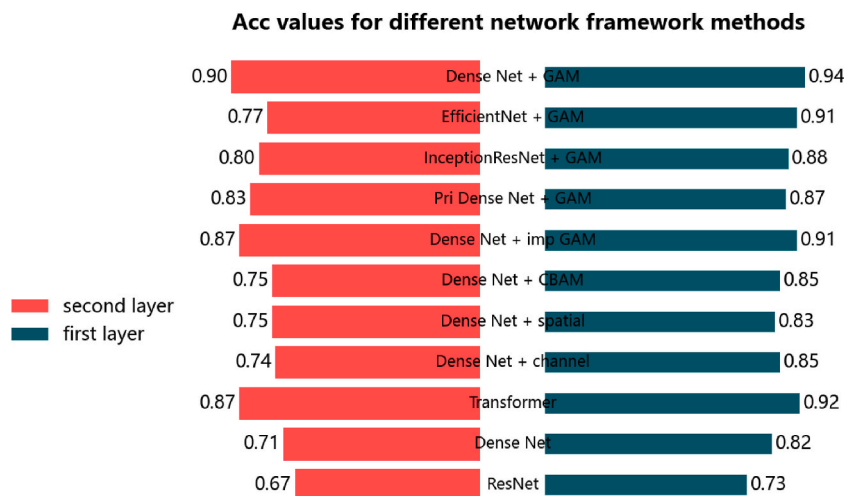 Acc values for different network framework methods
0.90 Dense Net + GAM 0.94
0.77 EfficientNet + GAM 0.91
0.80 InceptionResNet + GAM 0.88
0.83 Pri Dense Net + GAM 0.87
0.87 Dense Net + imp GAM 0.91
0.75 Dense Net + CBAM 0.85
second layer
0.75 Dense Net + spatial 0.83
first layer
0.74 Dense Net + channel 0.85
0.87 Transformer 0.92
0.71 Dense Net 0.82
0.67 ResNet 0.73